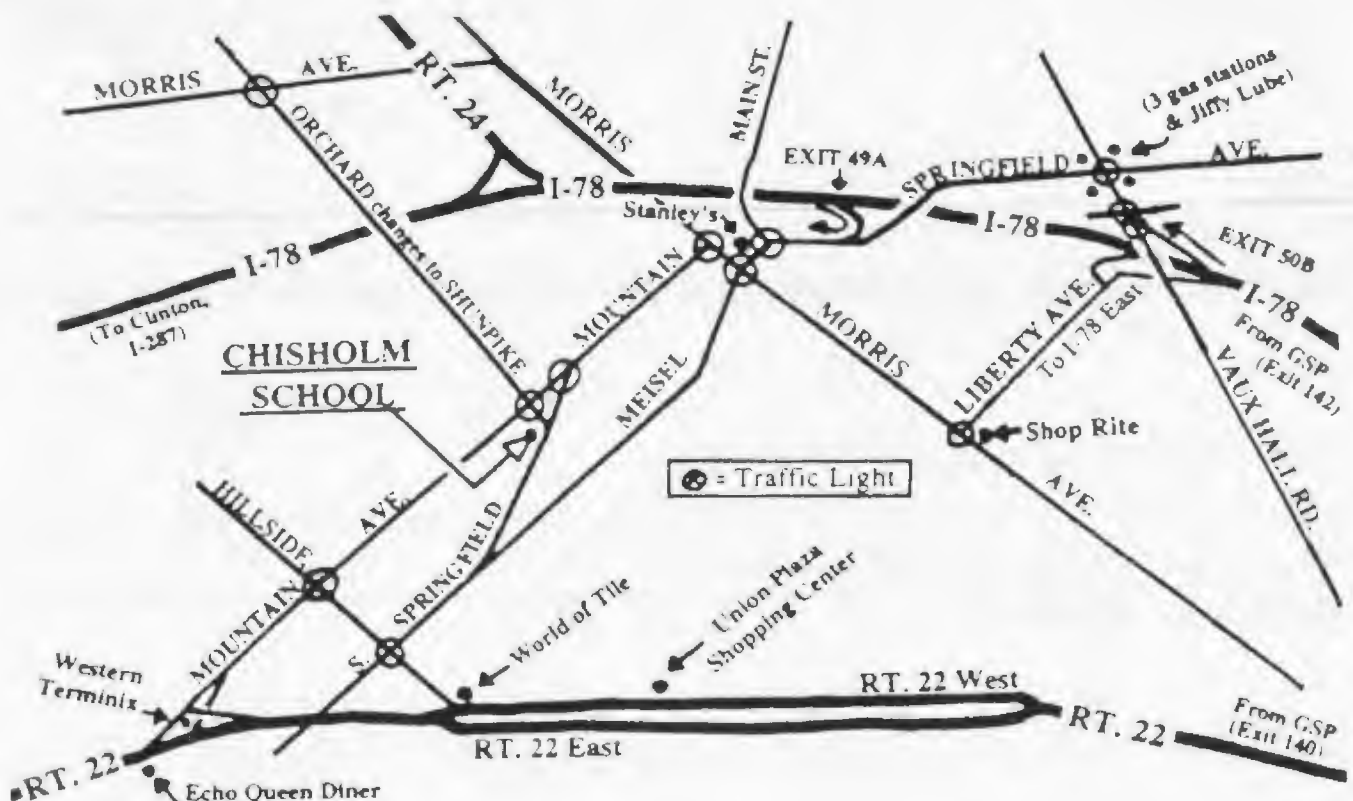 MORRIS AVE.
RT. 24
MORRIS
MAIN ST.
(3 gas stations
& Jiffy Lube)
EXIT 49A
SPRINGFIELD AVE.
ORCHARD changes to SHUNPIKE
I-78
Stanley's
I-78
EXIT 50B
I-78
(To Clinton,
I-287)
MOUNTAIN
MORRIS
LIBERTY AVE.
To I-78 East
I-78
From GSP
(Exit 142)
CHISHOLM
SCHOOL
MEISEL
VAUX HALL RD.
Shop Rite
= Traffic Light
AVE.
HILLSIDE
AVE.
SPRINGFIELD
MOUNTAIN
S. SPRINGFIELD
World of Tile
Union Plaza
Shopping Center
Western
Terminix
RT. 22 West
RT. 22
From GSP
(Exit 140)
RT. 22 East
RT. 22
Echo Queen Diner